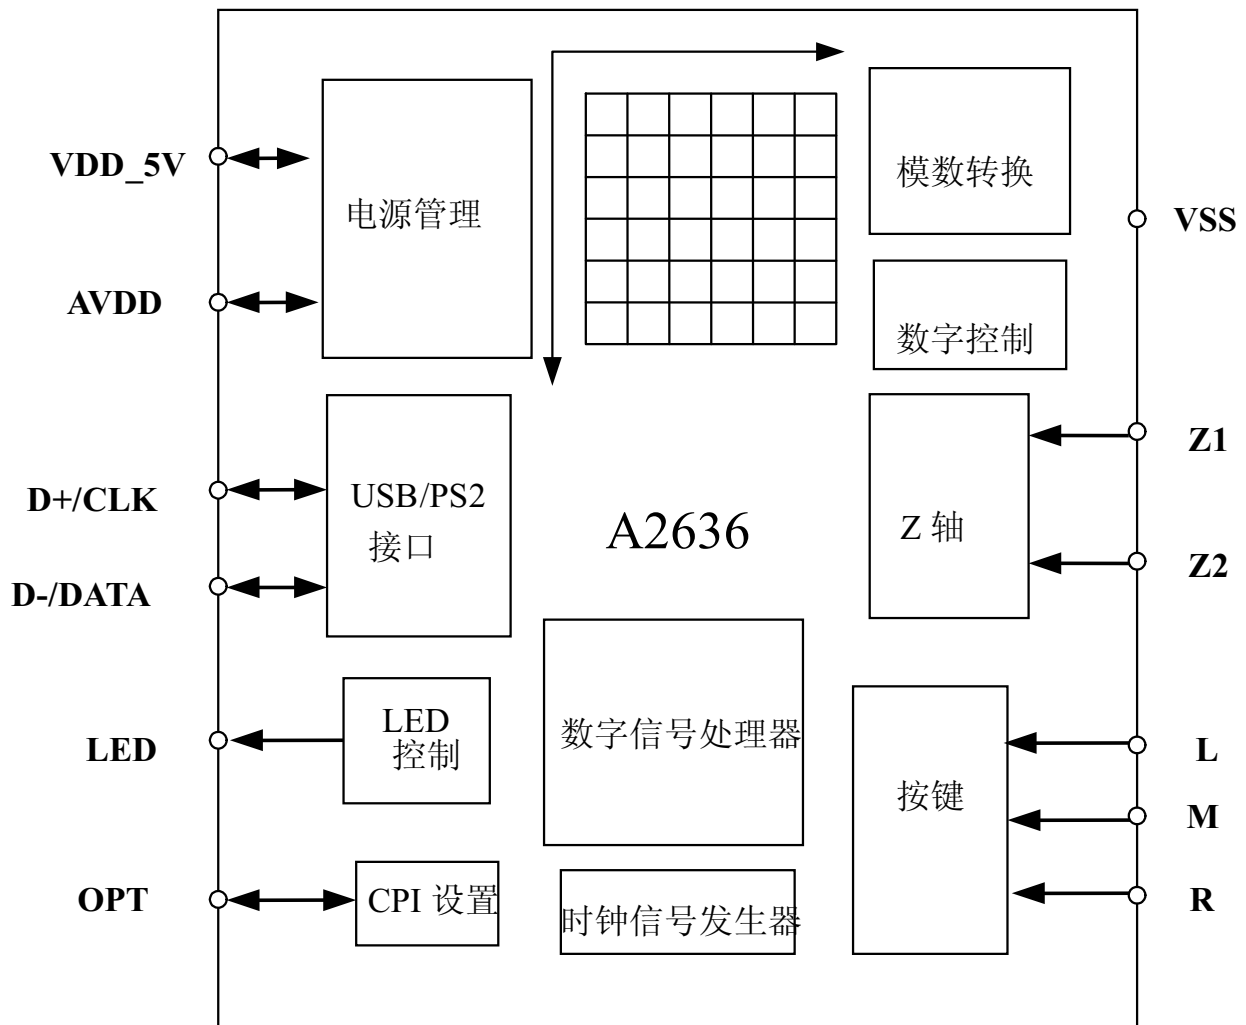 VDD_5V
AVDD
D+/CLK
D-/DATA
LED
OPT
电源管理
USB/PS2
接口
LED
控制
CPI 设置
A2636
数字信号处理器
时钟信号发生器
模数转换
数字控制
Z 轴
按键
VSS
Z1
Z2
L
M
R